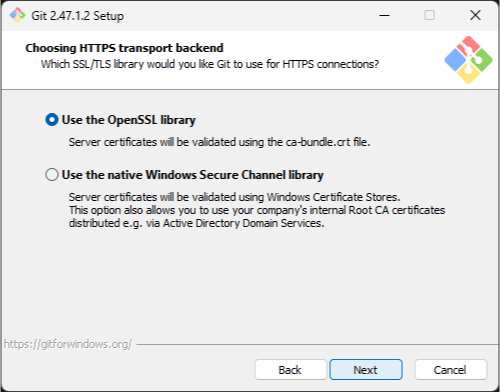 Git 2.47.1.2 Setup
Choosing HTTPS transport backend
Which SSL/TLS library would you like Git to use for HTTPS connections?
Use the OpenSSL library
Server certificates will be validated using the ca-bundle.crt file.
Use the native Windows Secure Channel library
Server certificates will be validated using Windows Certificate Stores.
This option also allows you to use your company's internal Root CA certificates
distributed e.g. via Active Directory Domain Services.
https://gitforwindows.org/
Back
Next
Cancel